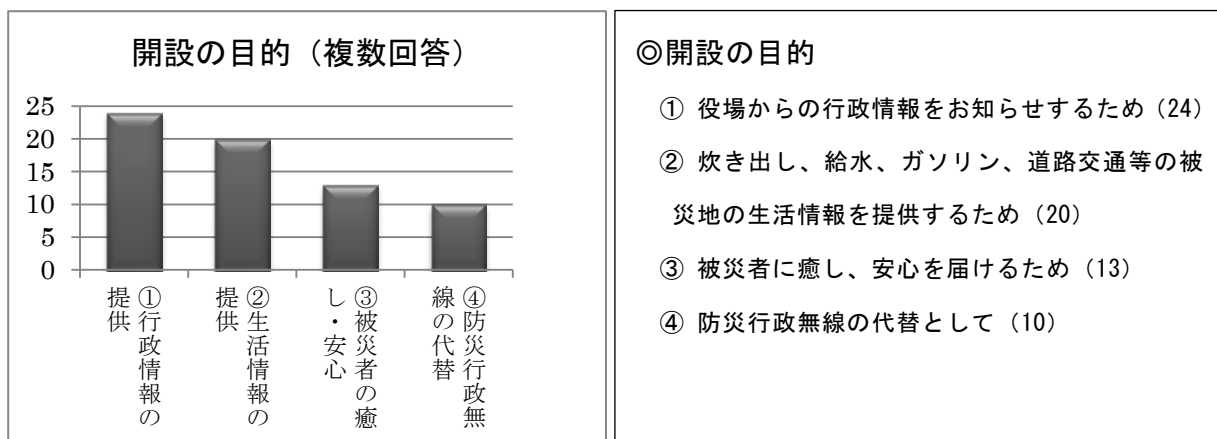 開設の目的（複数回答）
25
20
15
10
5
0
①行政情報の
提供
②生活情報の
提供
③被災者の癒
し・安心
④防災行政無
線の代替
◎開設の目的
① 役場からの行政情報をお知らせするため（24）
② 炊き出し、給水、ガソリン、道路交通等の被
災地の生活情報を提供するため（20）
③ 被災者に癒し、安心を届けるため（13）
④ 防災行政無線の代替として（10）